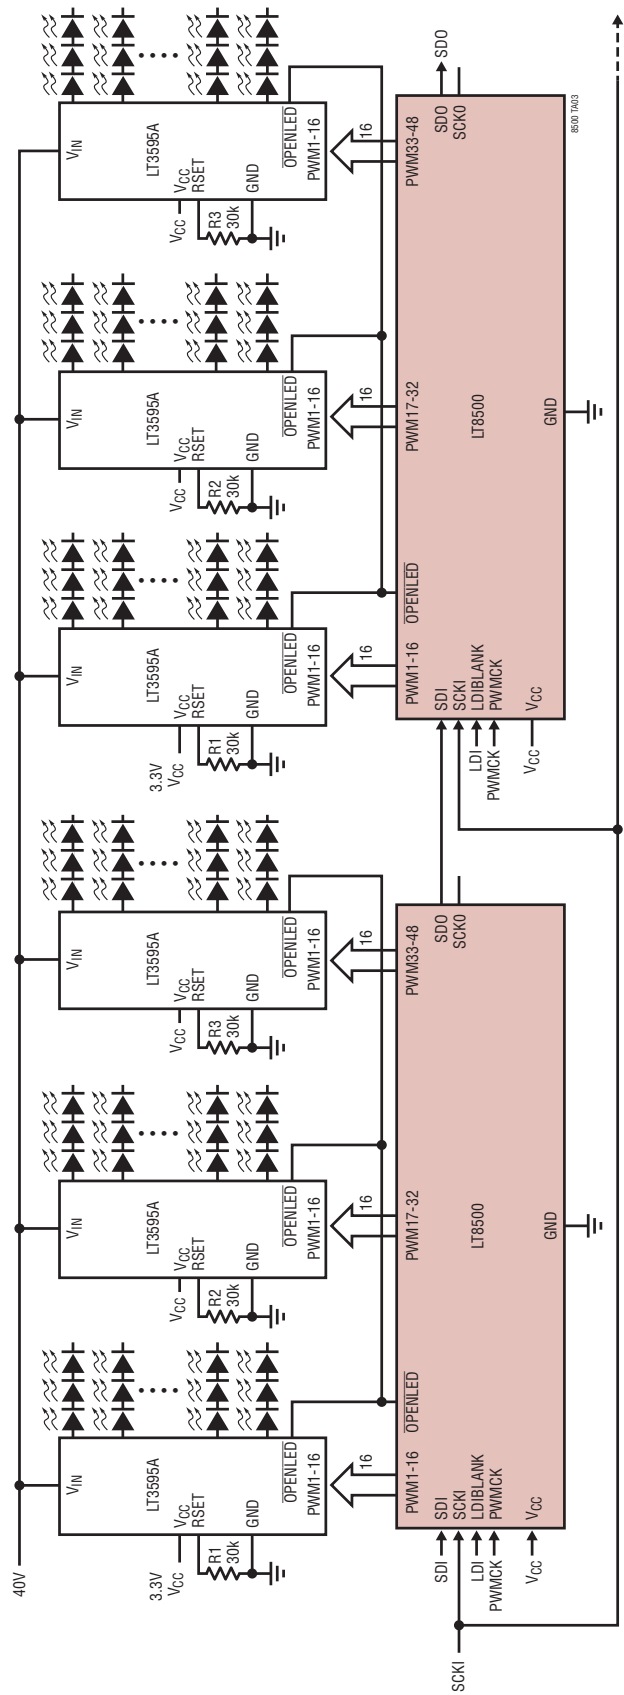 40V
VIN
LT3595A
3.3V
VCC
VCC
RSET
R1
30k
GND
OPENLED
PWM1-16
16
VIN
LT3595A
VCC
VCC
RSET
R2
30k
GND
OPENLED
PWM1-16
16
VIN
LT3595A
VCC
VCC
RSET
R3
30k
GND
OPENLED
PWM1-16
16
VIN
LT3595A
3.3V
VCC
VCC
RSET
R1
30k
GND
OPENLED
PWM1-16
16
VIN
LT3595A
VCC
VCC
RSET
R2
30k
GND
OPENLED
PWM1-16
16
VIN
LT3595A
VCC
VCC
RSET
R3
30k
GND
OPENLED
PWM1-16
16
PWM1-16
OPENLED
PWM17-32
PWM33-48
SDI
SDI
SDO
SCKI
SCKI
SCKO
LDI
LDIBLANK
PWMCK
PWMCK
LT8500
VCC
VCC
GND
PWM1-16
OPENLED
PWM17-32
PWM33-48
SDI
SDO
SDO
SCKI
SCKO
LDI
LDIBLANK
PWMCK
PWMCK
LT8500
VCC
VCC
GND
8500 TA03